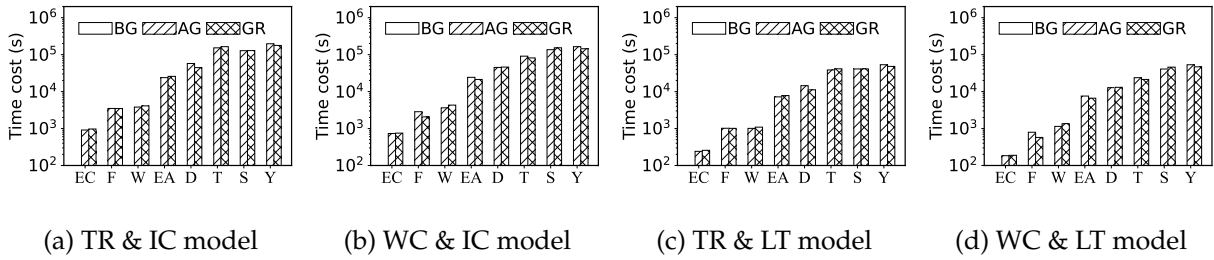 10⁶ BG AG GR
10⁵
10⁴
10³
10²
Time cost (s)
EC F W EA D T S Y
(a) TR & IC model
10⁶ BG AG GR
10⁵
10⁴
10³
10²
Time cost (s)
EC F W EA D T S Y
(b) WC & IC model
10⁶ BG AG GR
10⁵
10⁴
10³
10²
Time cost (s)
EC F W EA D T S Y
(c) TR & LT model
10⁶ BG AG GR
10⁵
10⁴
10³
10²
Time cost (s)
EC F W EA D T S Y
(d) WC & LT model